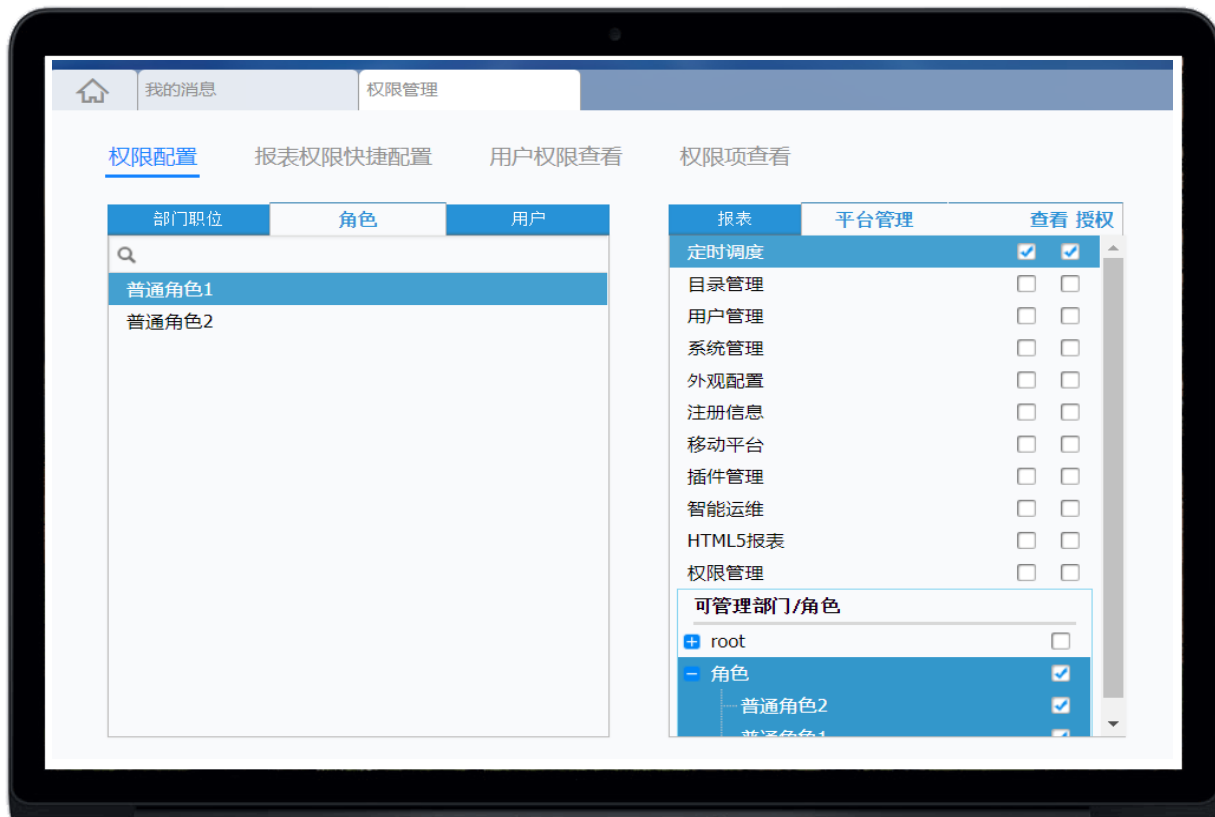 我的消息 权限管理
权限配置 报表权限快捷配置 用户权限查看 权限项查看
部门职位 角色 用户
普通角色1
普通角色2
报表 平台管理 查看 授权
定时调度
目录管理
用户管理
系统管理
外观配置
注册信息
移动平台
插件管理
智能运维
HTML5报表
权限管理
可管理部门/角色
root
角色
普通角色2
普通角色1